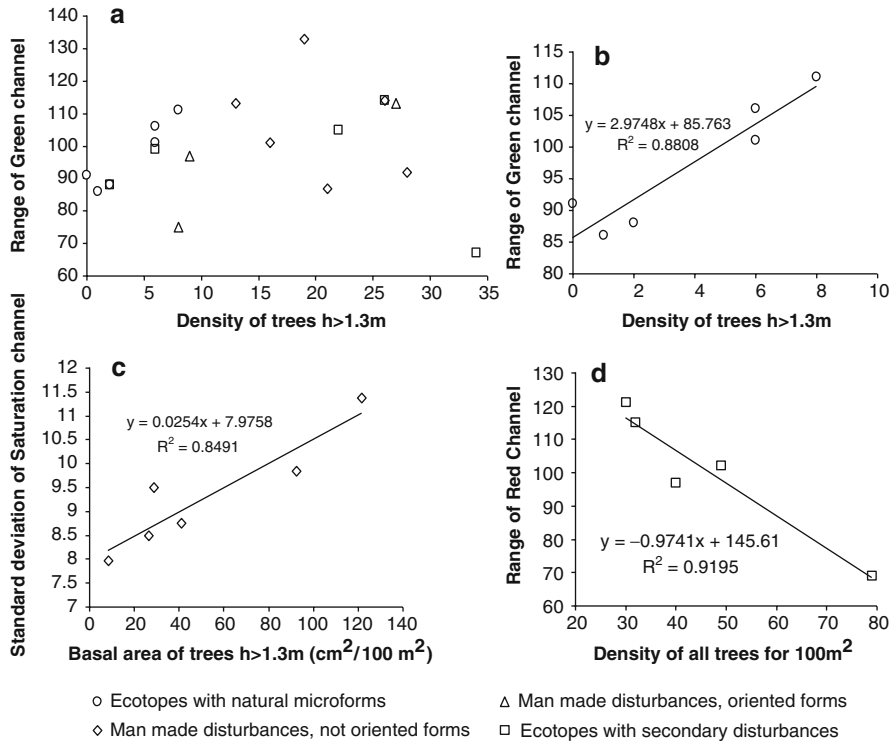 a
Range of Green channel
140
130
120
110
100
90
80
70
60
0 5 10 15 20 25 30 35
Density of trees h>1.3m
b
Range of Green channel
115
110
105
100
95
90
85
80
y = 2.9748x + 85.763
R² = 0.8808
0 2 4 6 8 10
Density of trees h>1.3m
c
Standard deviation of Saturation channel
12
11.5
11
10.5
10
9.5
9
8.5
8
7.5
7
y = 0.0254x + 7.9758
R² = 0.8491
0 20 40 60 80 100 120 140
Basal area of trees h>1.3m (cm²/100 m²)
d
Range of Red Channel
130
120
110
100
90
80
70
60
y = −0.9741x + 145.61
R² = 0.9195
20 30 40 50 60 70 80
Density of all trees for 100m²
Ecotopes with natural microforms
Man made disturbances, oriented forms
Man made disturbances, not oriented forms
Ecotopes with secondary disturbances